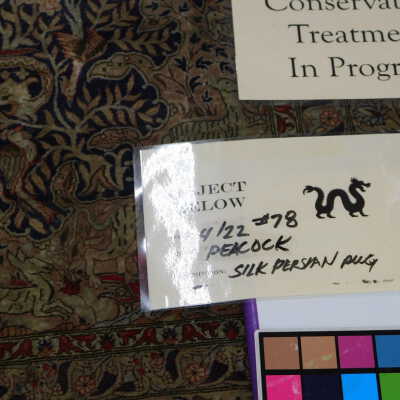 Conservat
Treatme
In Progr
JECT
ELOW
4/22 #78
PEACOCK
SILK PERSIAN RUG